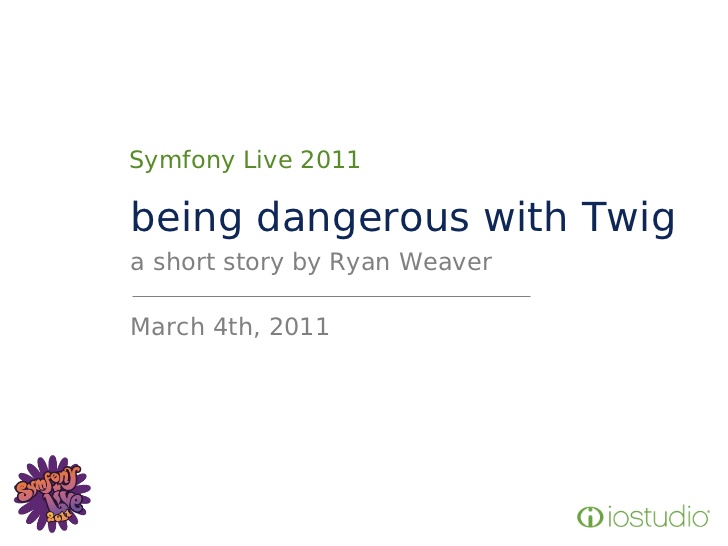 Symfony Live 2011
being dangerous with Twig
a short story by Ryan Weaver
March 4th, 2011
Symfony
Live
2011
iostudio